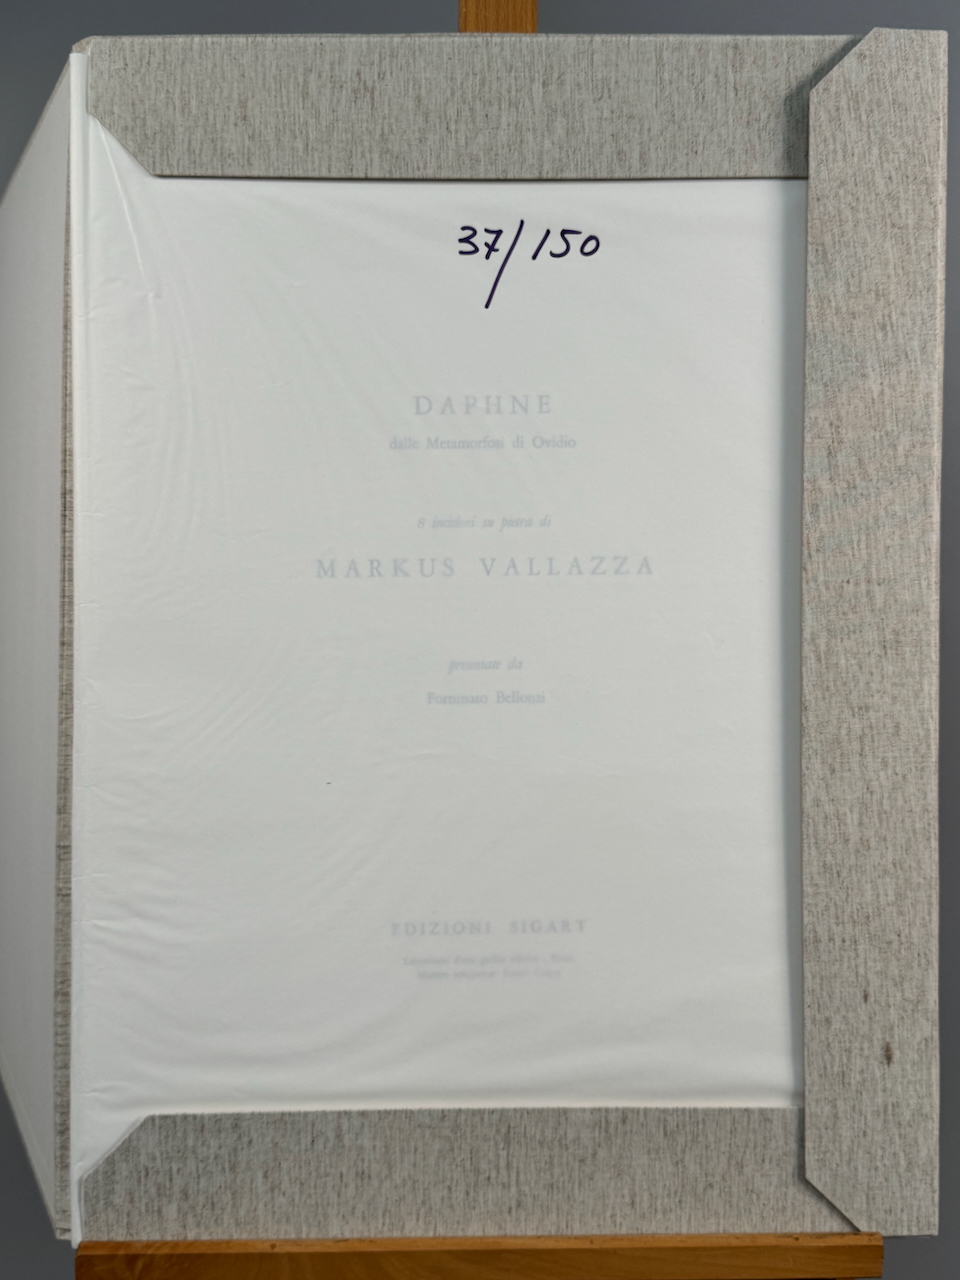 37/150
DAPHNE
dalle Metamorfosi di Ovidio
8 incisioni su pietra di
MARKUS VALLAZZA
presentate da
Fortunato Bellonzi
EDIZIONI SIGART